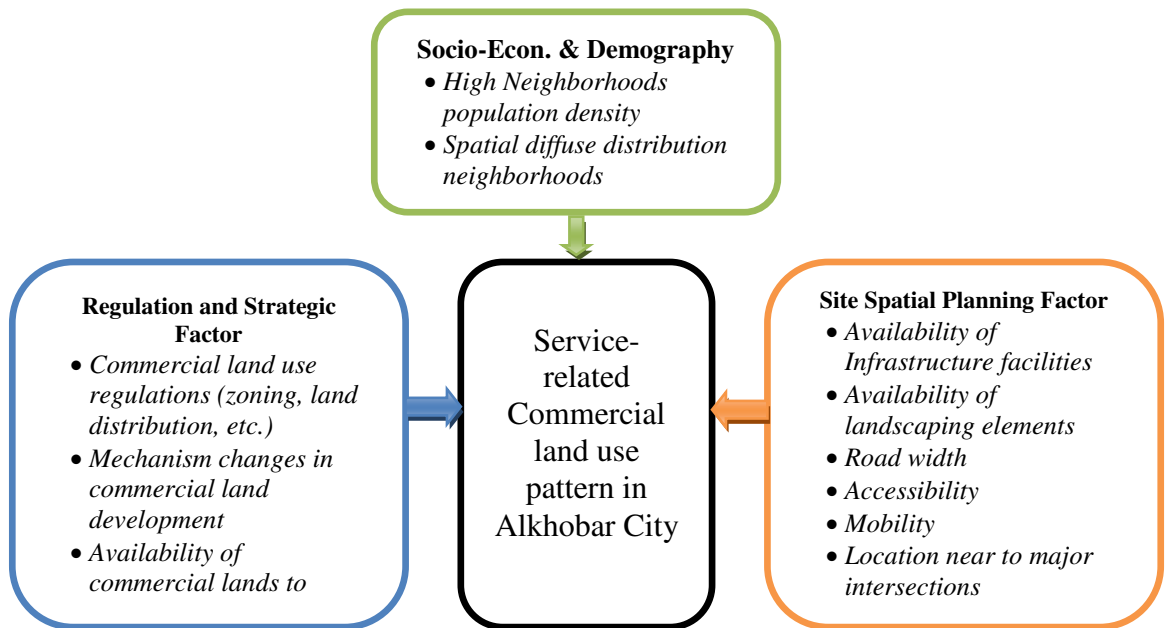 Socio-Econ. & Demography
• High Neighborhoods
population density
• Spatial diffuse distribution
neighborhoods
Regulation and Strategic
Factor
• Commercial land use
regulations (zoning, land
distribution, etc.)
• Mechanism changes in
commercial land
development
• Availability of
commercial lands to
Service-
related
Commercial
land use
pattern in
Alkhobar City
Site Spatial Planning Factor
• Availability of
Infrastructure facilities
• Availability of
landscaping elements
• Road width
• Accessibility
• Mobility
• Location near to major
intersections